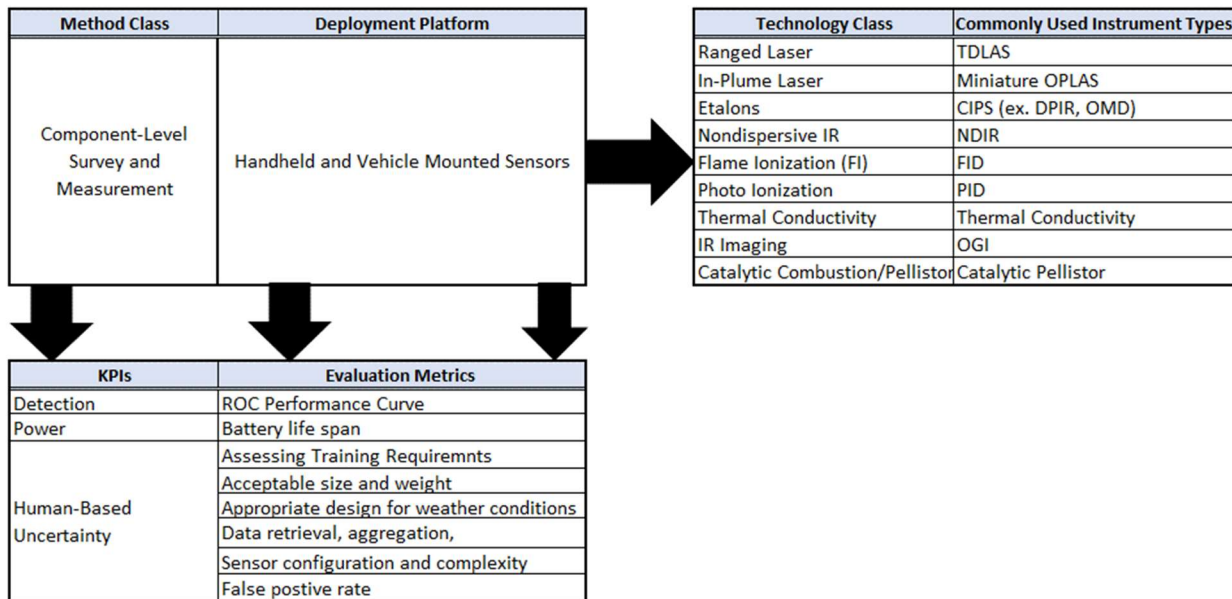 Method Class Deployment Platform
Component-Level
Survey and
Measurement
Handheld and Vehicle Mounted Sensors
Technology Class Commonly Used Instrument Types
Ranged Laser TDLAS
In-Plume Laser Miniature OPLAS
Etalons CIPS (ex. DPIR, OMD)
Nondispersive IR NDIR
Flame Ionization (FI) FID
Photo Ionization PID
Thermal Conductivity Thermal Conductivity
IR Imaging OGI
Catalytic Combustion/Pellistor Catalytic Pellistor
KPIs Evaluation Metrics
Detection ROC Performance Curve
Power Battery life span
Human-Based
Uncertainty
Assessing Training Requiremnts
Acceptable size and weight
Appropriate design for weather conditions
Data retrieval, aggregation,
Sensor configuration and complexity
False postive rate